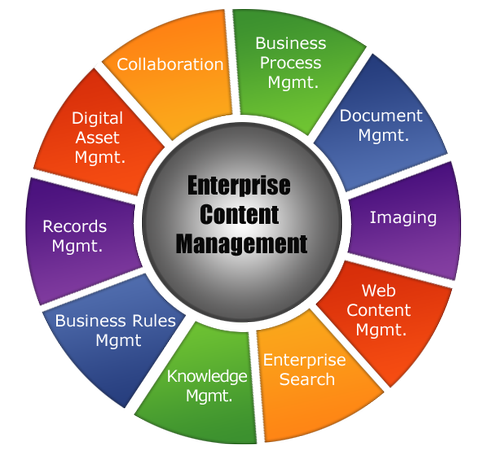 Enterprise
Content
Management
Business
Process
Mgmt.
Document
Mgmt.
Imaging
Web
Content
Mgmt.
Enterprise
Search
Knowledge
Mgmt.
Business Rules
Mgmt
Records
Mgmt.
Digital
Asset
Mgmt.
Collaboration